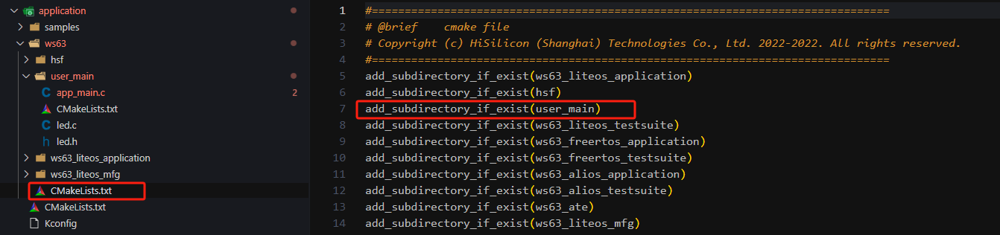 application
samples
ws63
hsf
user_main
app_main.c 2
CMakeLists.txt
led.c
led.h
ws63_liteos_application
ws63_liteos_mfg
CMakeLists.txt
CMakeLists.txt
Kconfig
1 #===============================================================================
2 # @brief    cmake file
3 # Copyright (c) HiSilicon (Shanghai) Technologies Co., Ltd. 2022-2022. All rights reserved.
4 #===============================================================================
5 add_subdirectory_if_exist(ws63_liteos_application)
6 add_subdirectory_if_exist(hsf)
7 add_subdirectory_if_exist(user_main)
8 add_subdirectory_if_exist(ws63_liteos_testsuite)
9 add_subdirectory_if_exist(ws63_freertos_application)
10 add_subdirectory_if_exist(ws63_freertos_testsuite)
11 add_subdirectory_if_exist(ws63_alios_application)
12 add_subdirectory_if_exist(ws63_alios_testsuite)
13 add_subdirectory_if_exist(ws63_ate)
14 add_subdirectory_if_exist(ws63_liteos_mfg)